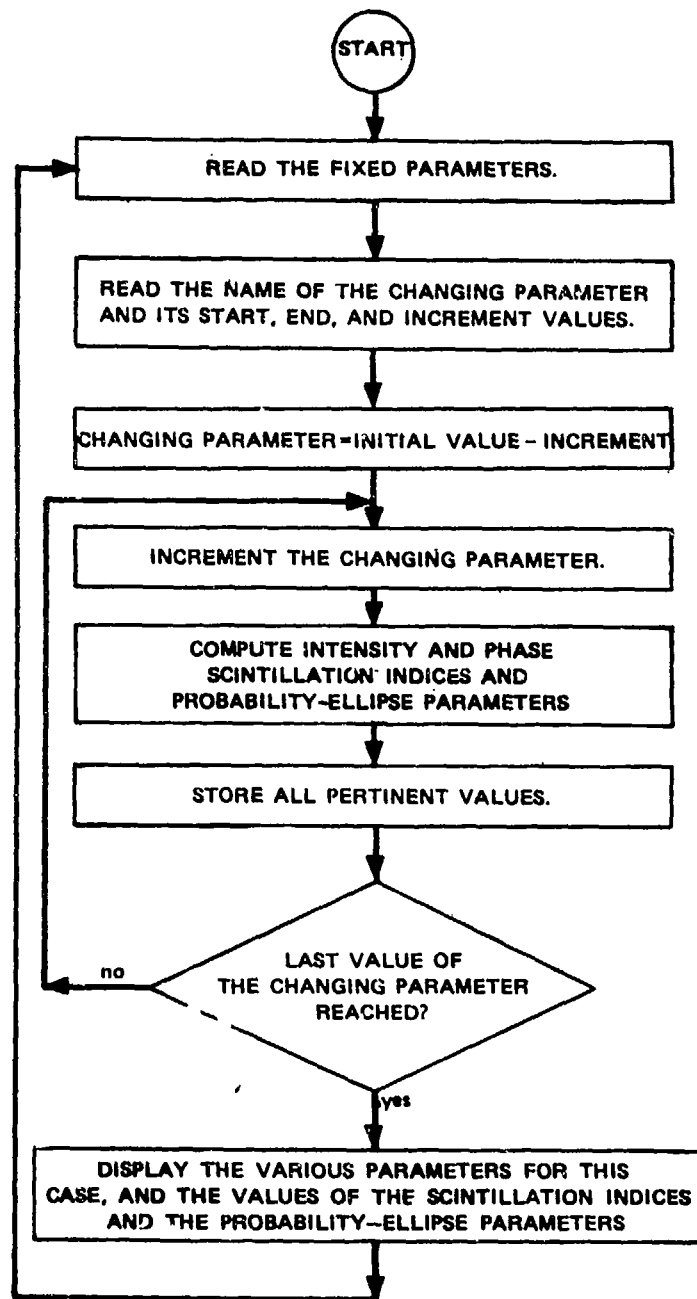 START
READ THE FIXED PARAMETERS.
READ THE NAME OF THE CHANGING PARAMETER
AND ITS START, END, AND INCREMENT VALUES.
CHANGING PARAMETER=INITIAL VALUE - INCREMENT
INCREMENT THE CHANGING PARAMETER.
COMPUTE INTENSITY AND PHASE
SCINTILLATION INDICES AND
PROBABILITY-ELLIPSE PARAMETERS
STORE ALL PERTINENT VALUES.
LAST VALUE OF
THE CHANGING PARAMETER
REACHED?
no
yes
DISPLAY THE VARIOUS PARAMETERS FOR THIS
CASE, AND THE VALUES OF THE SCINTILLATION INDICES
AND THE PROBABILITY-ELLIPSE PARAMETERS